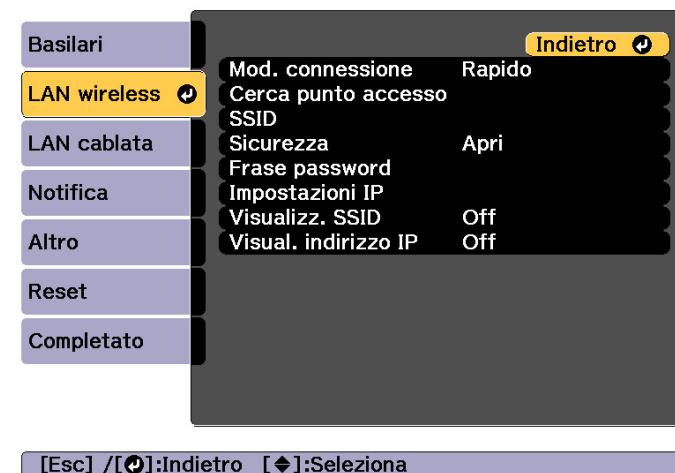 Basilari
LAN wireless
LAN cablata
Notifica
Altro
Reset
Completato
Indietro
Mod. connessione Rapido
Cerca punto accesso
SSID
Sicurezza Apri
Frase password
Impostazioni IP
Visualizz. SSID Off
Visual. indirizzo IP Off
[Esc] /[⏎]:Indietro [◆]:Seleziona